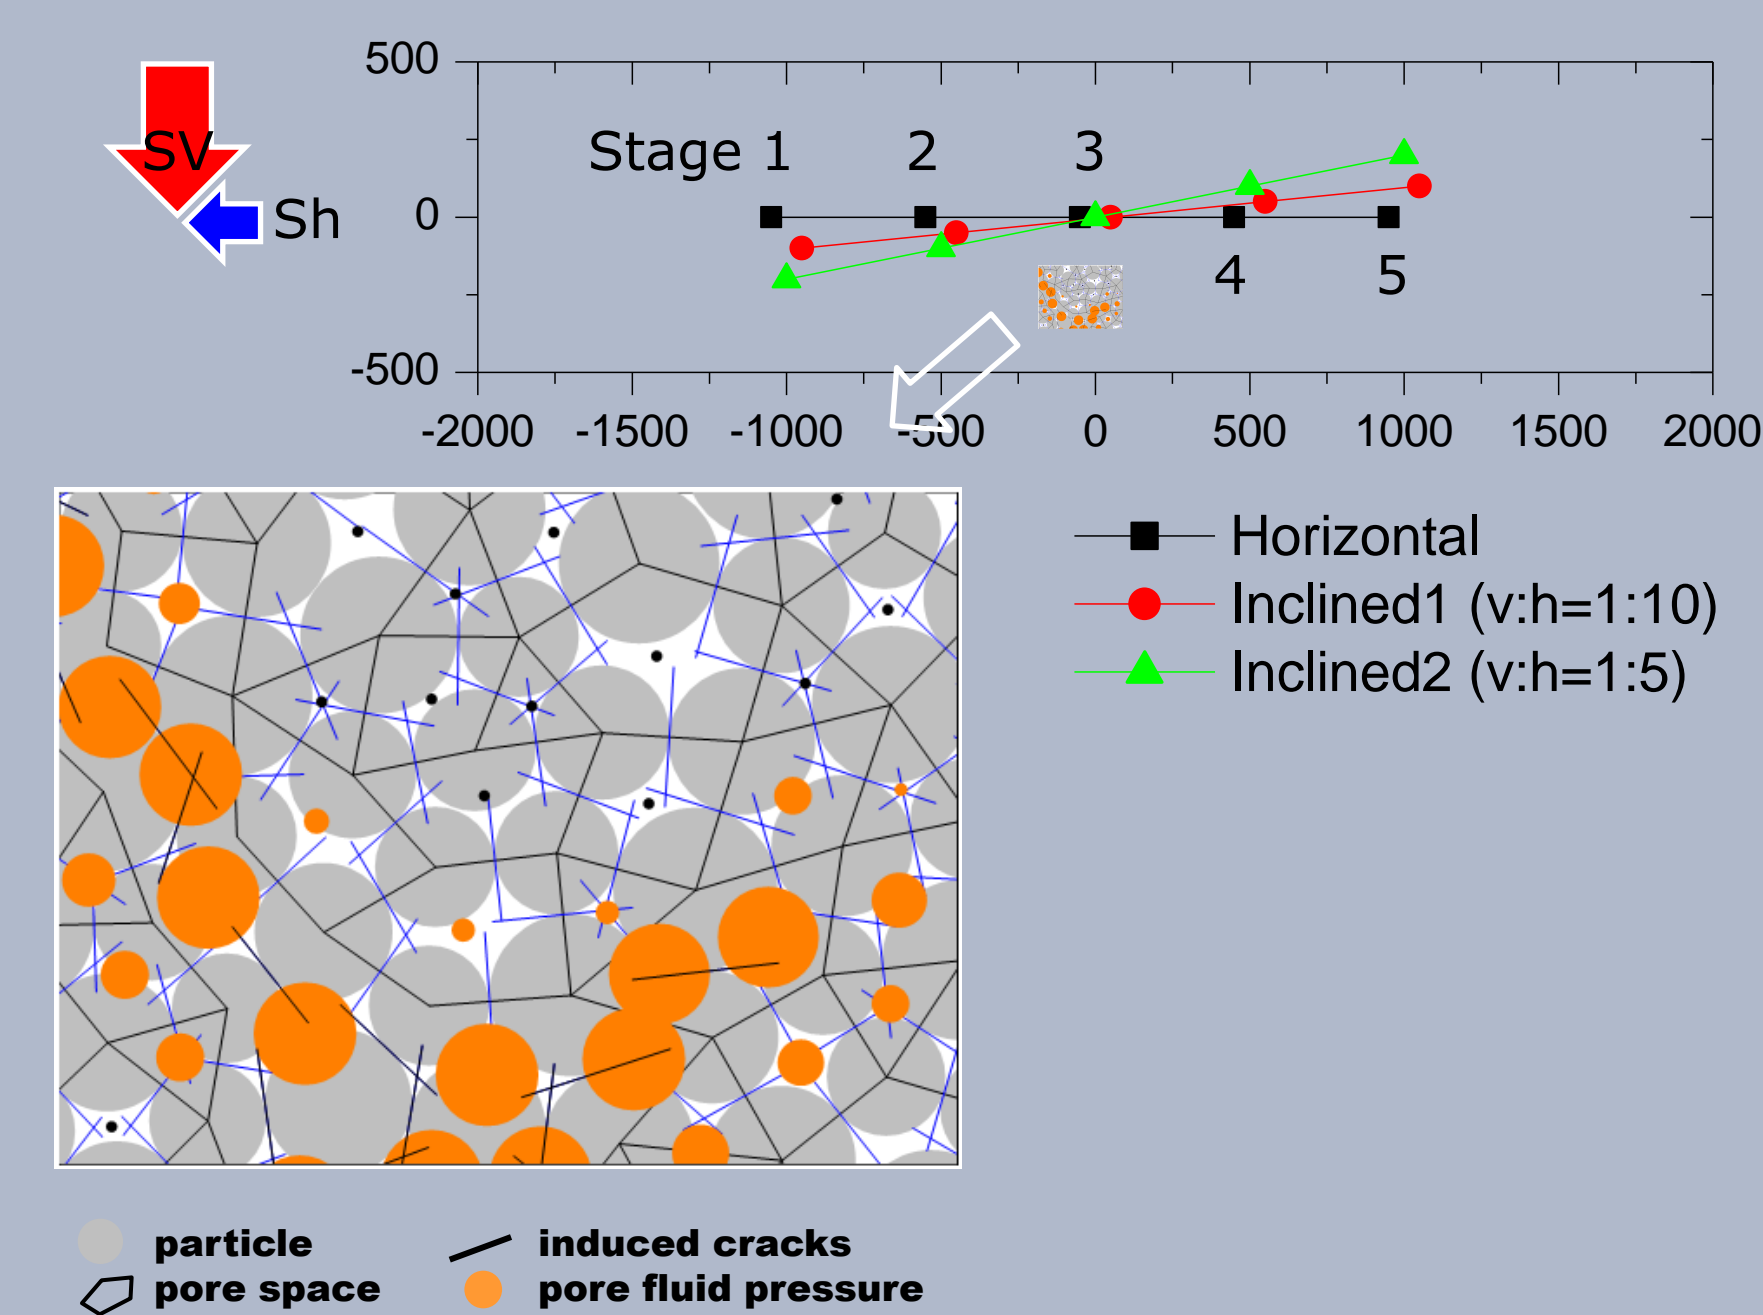 500
SV
Stage 1 2 3
0
Sh
4 5
-500
-2000 -1500 -1000 -500 0 500 1000 1500 2000
Horizontal
Inclined1 (v:h=1:10)
Inclined2 (v:h=1:5)
particle
induced cracks
pore space
pore fluid pressure